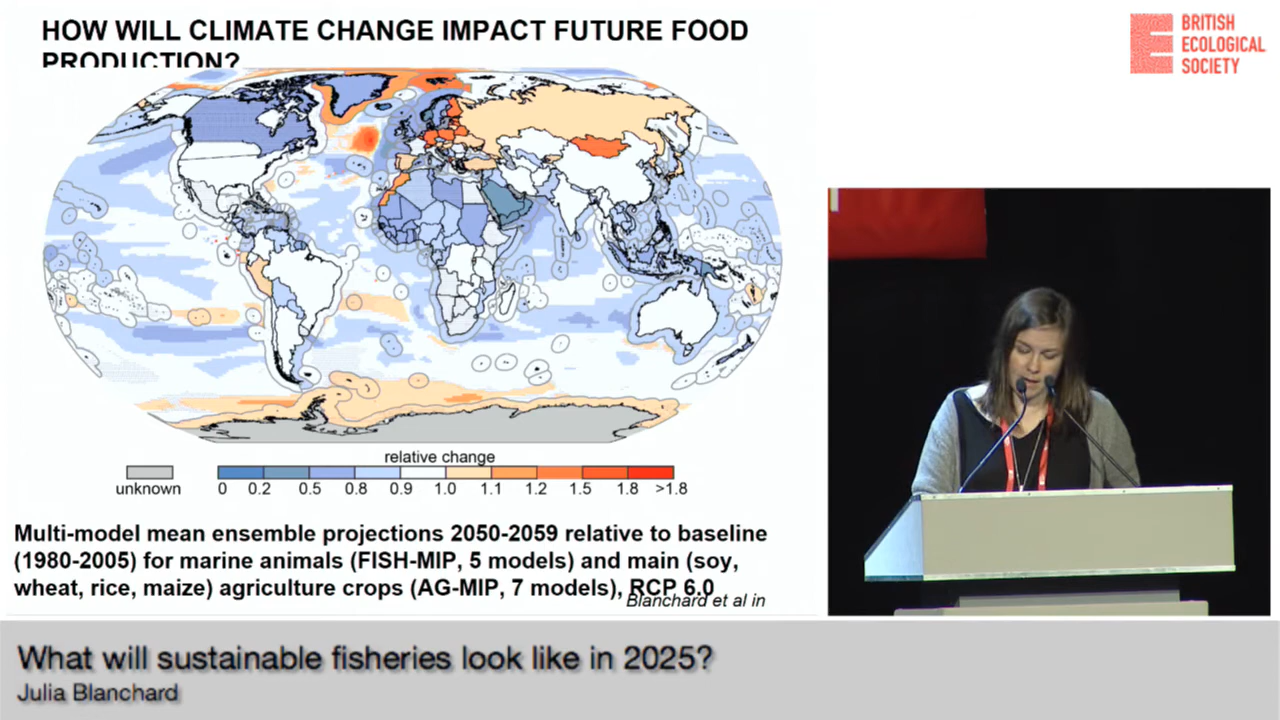 HOW WILL CLIMATE CHANGE IMPACT FUTURE FOOD
PRODUCTION?
BRITISH
ECOLOGICAL
SOCIETY
relative change
unknown
0 0.2 0.5 0.8 0.9 1.0 1.1 1.2 1.5 1.8 >1.8
Multi-model mean ensemble projections 2050-2059 relative to baseline
(1980-2005) for marine animals (FISH-MIP, 5 models) and main (soy,
wheat, rice, maize) agriculture crops (AG-MIP, 7 models), RCP 6.0
Blanchard et al in
What will sustainable fisheries look like in 2025?
Julia Blanchard